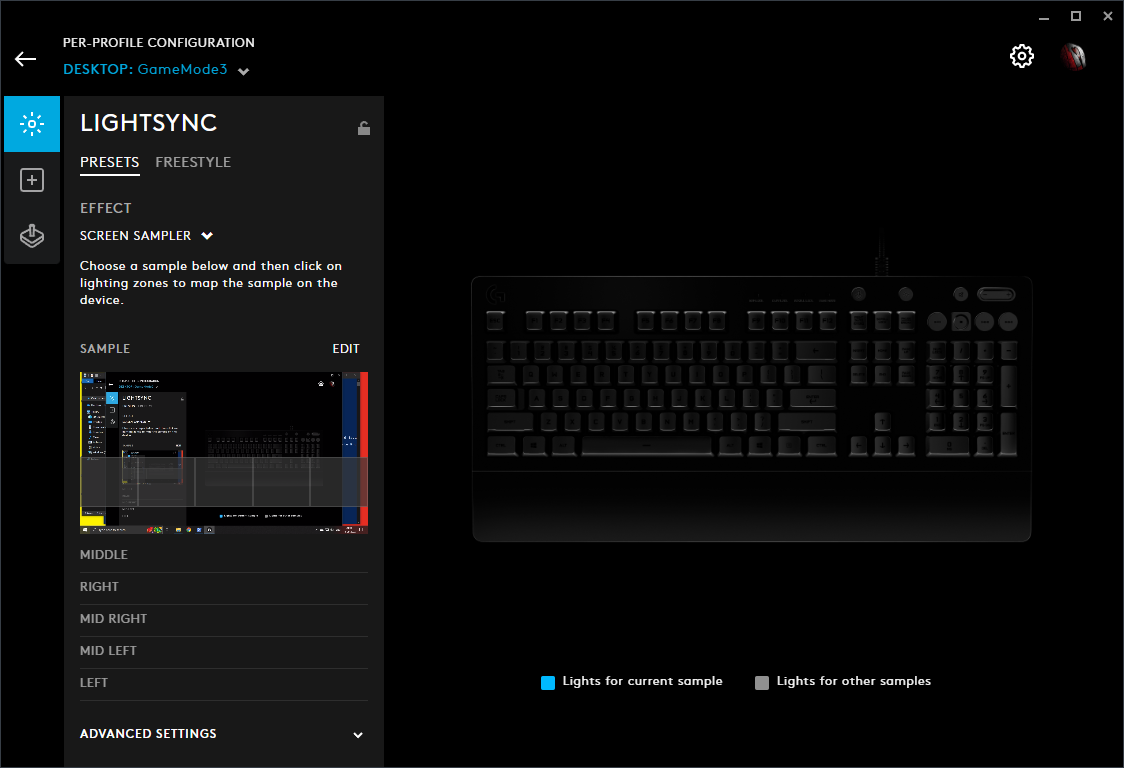 PER-PROFILE CONFIGURATION
DESKTOP: GameMode3
LIGHTSYNC
PRESETS FREESTYLE
EFFECT
SCREEN SAMPLER
Choose a sample below and then click on
lighting zones to map the sample on the
device.
SAMPLE EDIT
LIGHTSYNC
MIDDLE
RIGHT
MID RIGHT
MID LEFT
LEFT
ADVANCED SETTINGS
Lights for current sample
Lights for other samples